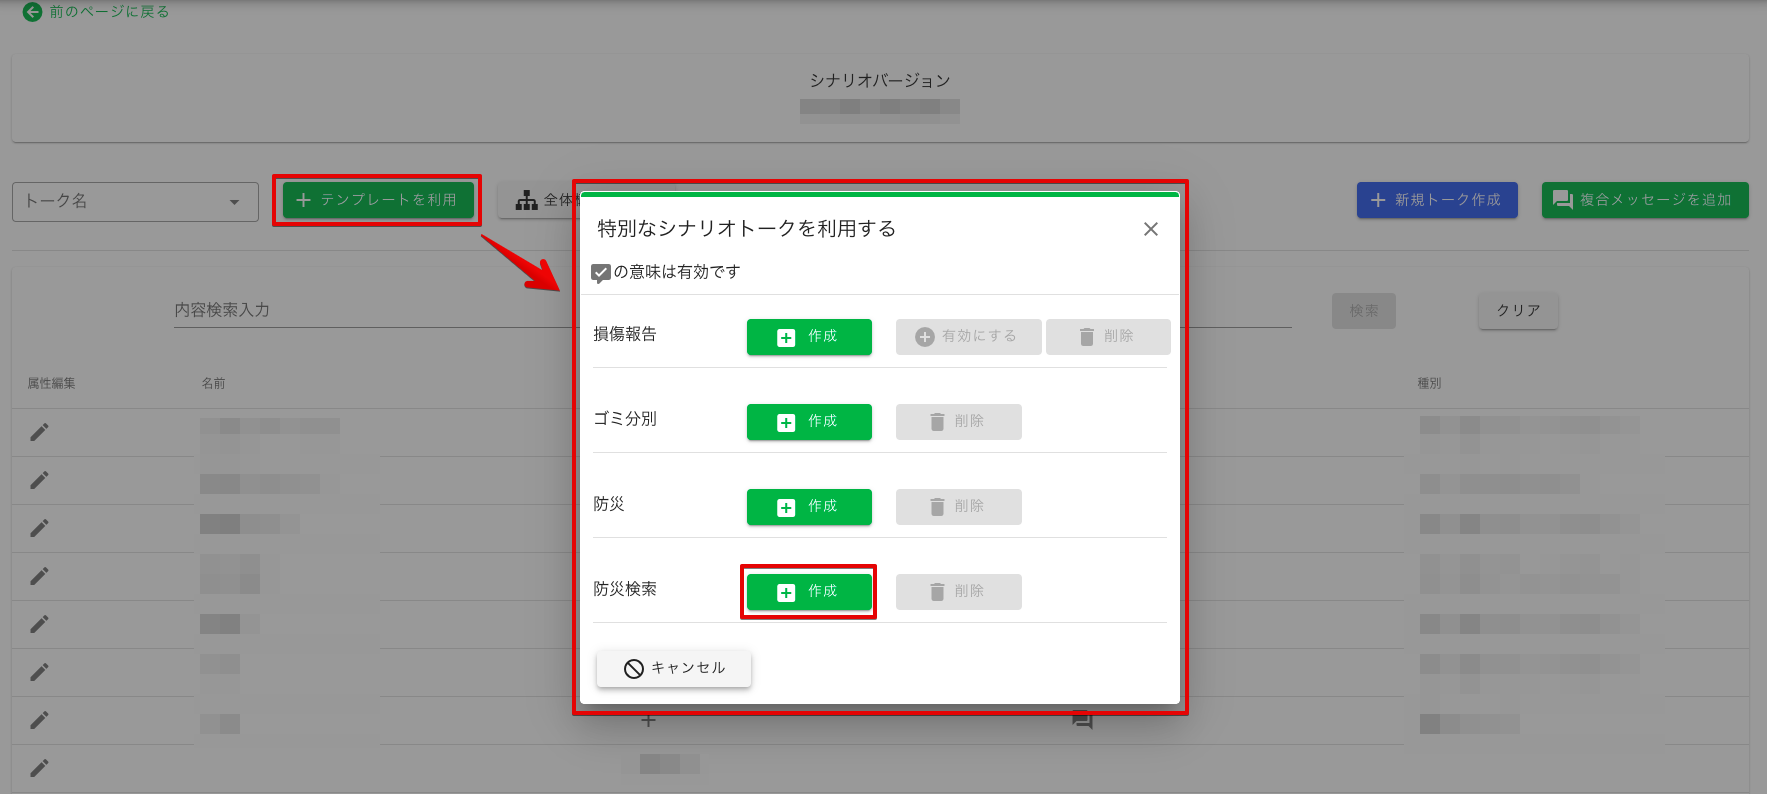 前のページに戻る
シナリオバージョン
トーク名
テンプレートを利用
全体
新規トーク作成
複合メッセージを追加
特別なシナリオトークを利用する
の意味は有効です
内容検索入力
検索
クリア
損傷報告
作成
有効にする
削除
属性編集
名前
種別
ゴミ分別
作成
削除
防災
作成
削除
防災検索
作成
削除
キャンセル